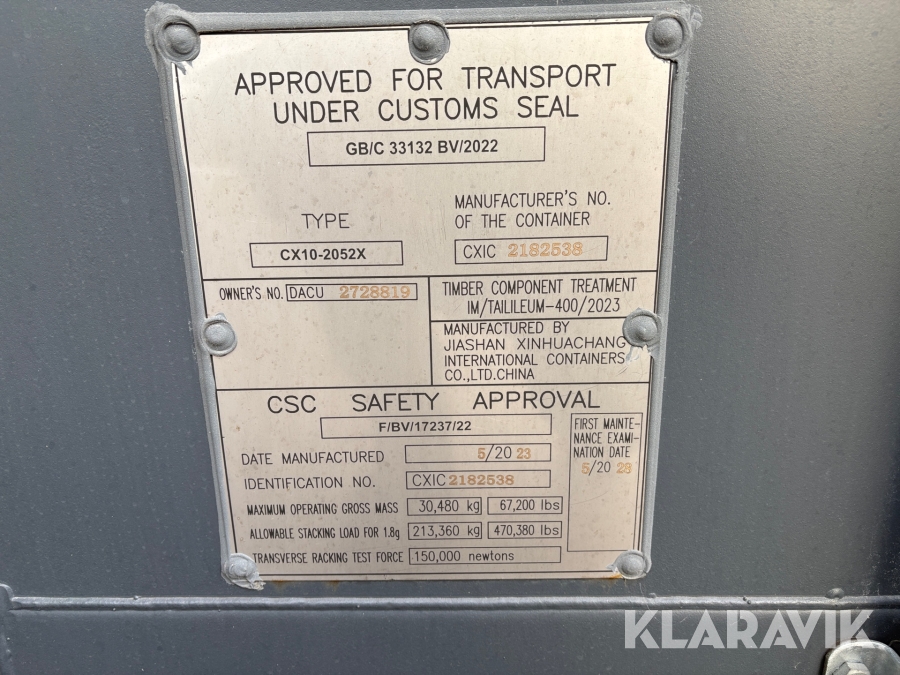 APPROVED FOR TRANSPORT
UNDER CUSTOMS SEAL
GB/C 33132 BV/2022
TYPE
CX10-2052X
MANUFACTURER'S NO.
OF THE CONTAINER
CXIC 2182538
OWNER'S NO. DACU 2728819
TIMBER COMPONENT TREATMENT
IM/TAILILEUM-400/2023
MANUFACTURED BY
JIASHAN XINHUACHANG
INTERNATIONAL CONTAINERS
CO.,LTD.CHINA
CSC SAFETY APPROVAL
F/BV/17237/22
DATE MANUFACTURED 5/20 23
IDENTIFICATION NO. CXIC 2182538
MAXIMUM OPERATING GROSS MASS 30,480 kg 67,200 lbs
ALLOWABLE STACKING LOAD FOR 1.8g 213,360 kg 470,380 lbs
TRANSVERSE RACKING TEST FORCE 150,000 newtons
FIRST MAINTE-
NANCE EXAMI-
NATION DATE
5/20 28
KLARAVIK